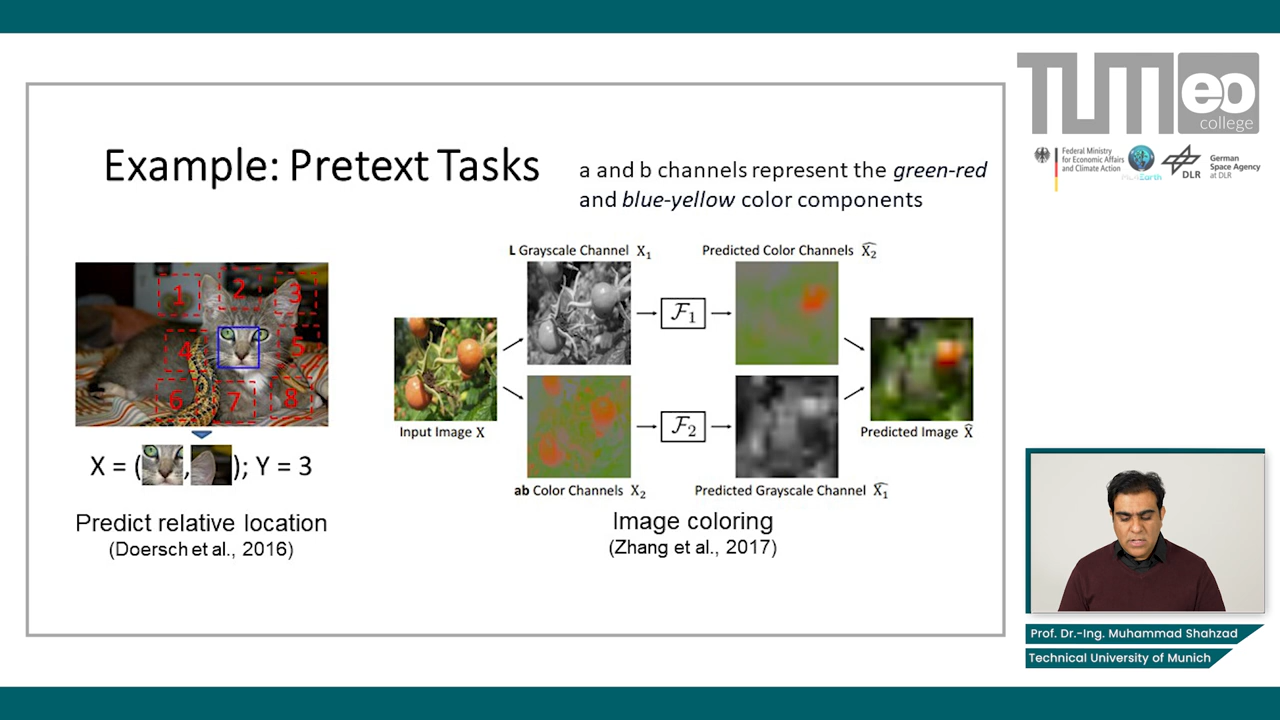 Example: Pretext Tasks
a and b channels represent the green-red
and blue-yellow color components
1
2
3
4
5
6
7
8
X = ( , ); Y = 3
Predict relative location
(Doersch et al., 2016)
L Grayscale Channel X₁
Predicted Color Channels X̂₂
ℱ₁
Input Image X
Predicted Image X̂
ℱ₂
ab Color Channels X₂
Predicted Grayscale Channel X̂₁
Image coloring
(Zhang et al., 2017)
TUM eo
college
Federal Ministry
for Economic Affairs
and Climate Action
ML4Earth
DLR
German
Space Agency
at DLR
Prof. Dr.-Ing. Muhammad Shahzad
Technical University of Munich